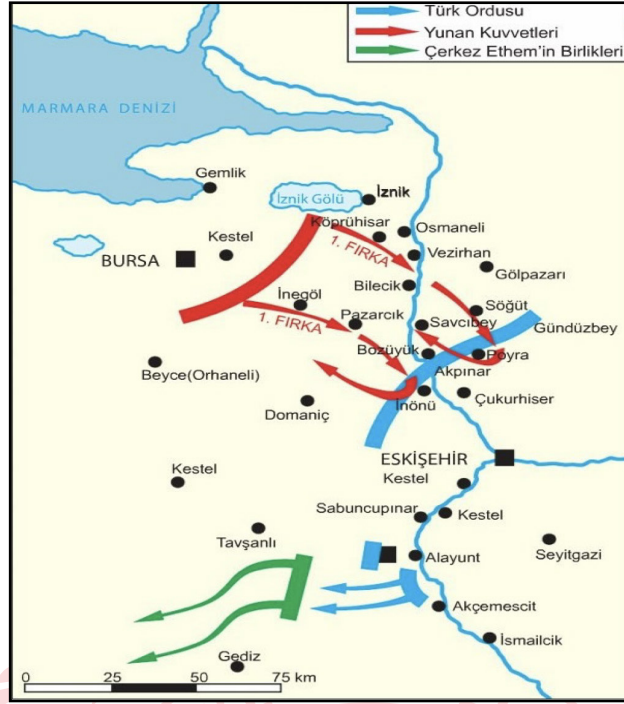 Türk Ordusu
Yunan Kuvvetleri
Çerkez Ethem'in Birlikleri
MARMARA DENİZİ
Gemlik
İznik Gölü
İznik
Köprühisar
Osmaneli
Kestel
1. FIRKA
Vezirhan
BURSA
Gölpazarı
Bilecik
İnegöl
Söğüt
1. FIRKA
Pazarcık
Savcıbey
Gündüzbey
Bozüyük
Poyra
Beyce(Orhaneli)
Akpınar
Domaniç
İnönü
Çukurhiser
ESKİŞEHİR
Kestel
Kestel
Sabuncupınar
Kestel
Tavşanlı
Alayunt
Seyitgazi
Akçemescit
İsmailcik
Gediz
0 25 50 75 km